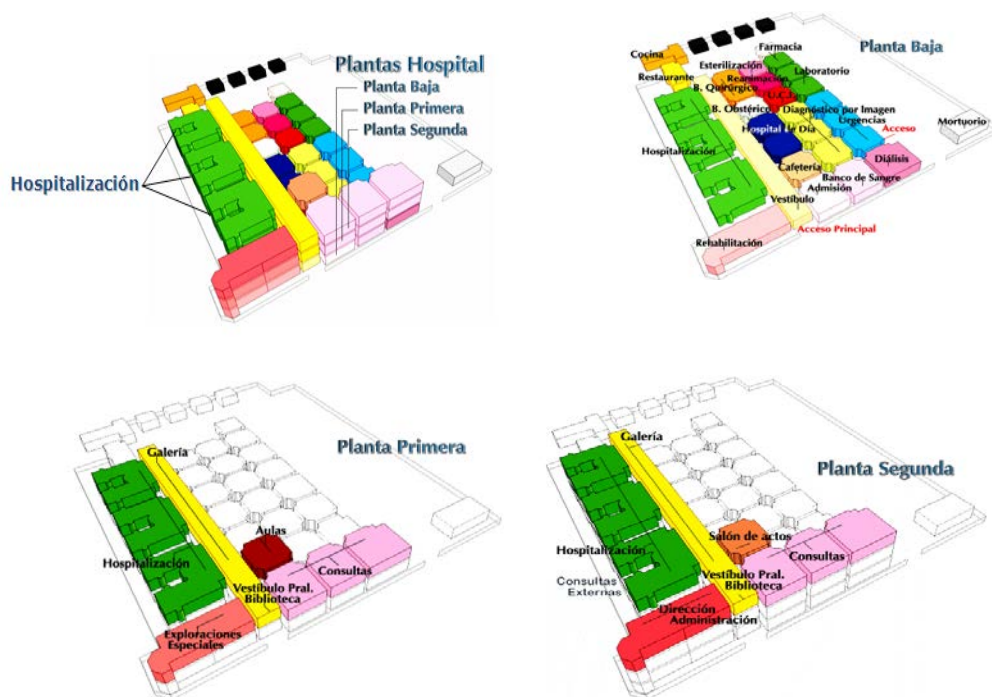 Plantas Hospital
Planta Baja
Planta Primera
Planta Segunda
Hospitalización
Planta Baja
Cocina
Farmacia
Esterilización
Laboratorio
Restaurante
Reanimación
B. Quirúrgico
U.C.I.
B. Obstérico
Diagnóstico por Imagen
Urgencias
Hospital de Día
Acceso
Mortuorio
Hospitalización
Diálisis
Cafetería
Banco de Sangre
Admisión
Vestíbulo
Acceso Principal
Rehabilitación
Planta Primera
Galería
Aulas
Hospitalización
Consultas
Vestíbulo Pral.
Biblioteca
Exploraciones
Especiales
Planta Segunda
Galería
Salón de actos
Hospitalización
Consultas
Vestíbulo Pral.
Biblioteca
Consultas
Externas
Dirección
Administración